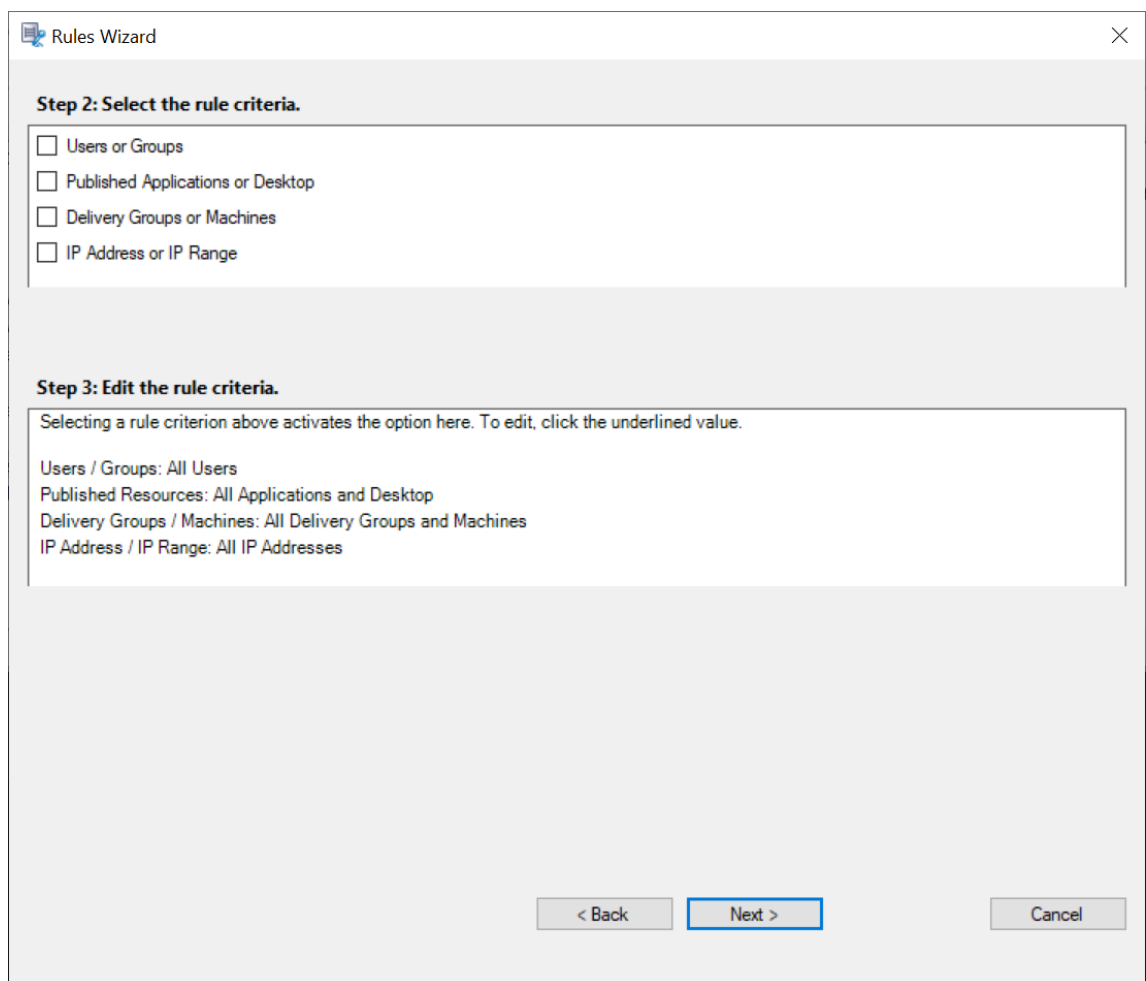 Rules Wizard
Step 2: Select the rule criteria.
Users or Groups
Published Applications or Desktop
Delivery Groups or Machines
IP Address or IP Range
Step 3: Edit the rule criteria.
Selecting a rule criterion above activates the option here. To edit, click the underlined value.
Users / Groups: All Users
Published Resources: All Applications and Desktop
Delivery Groups / Machines: All Delivery Groups and Machines
IP Address / IP Range: All IP Addresses
< Back Next > Cancel